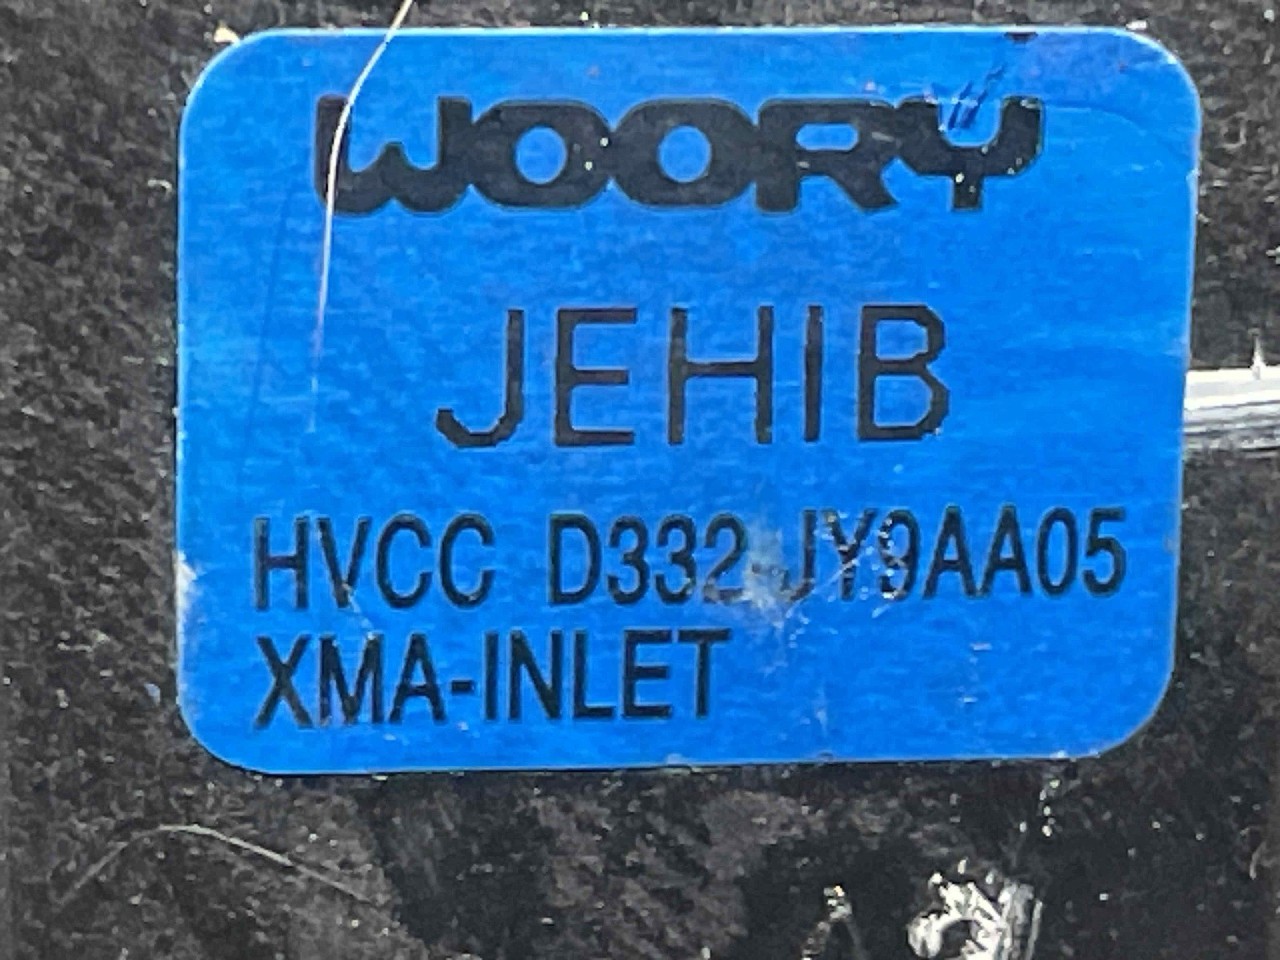 WOORY
JEHIB
HVCC D332-JY9AA05
XMA-INLET